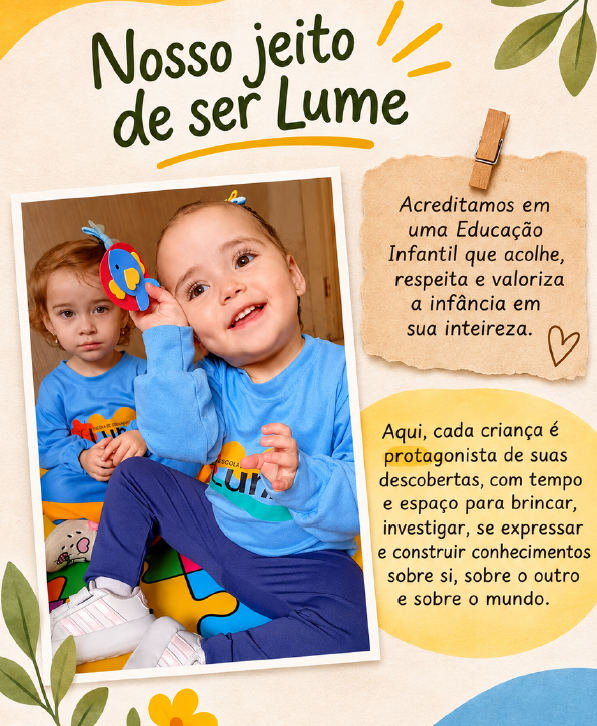 Nosso jeito
de ser Lume
Acreditamos em
uma Educação
Infantil que acolhe,
respeita e valoriza
a infância em
sua inteireza.
Aqui, cada criança é
protagonista de suas
descobertas, com tempo
e espaço para brincar,
investigar, se expressar
e construir conhecimentos
sobre si, sobre o outro
e sobre o mundo.
ESCOLA